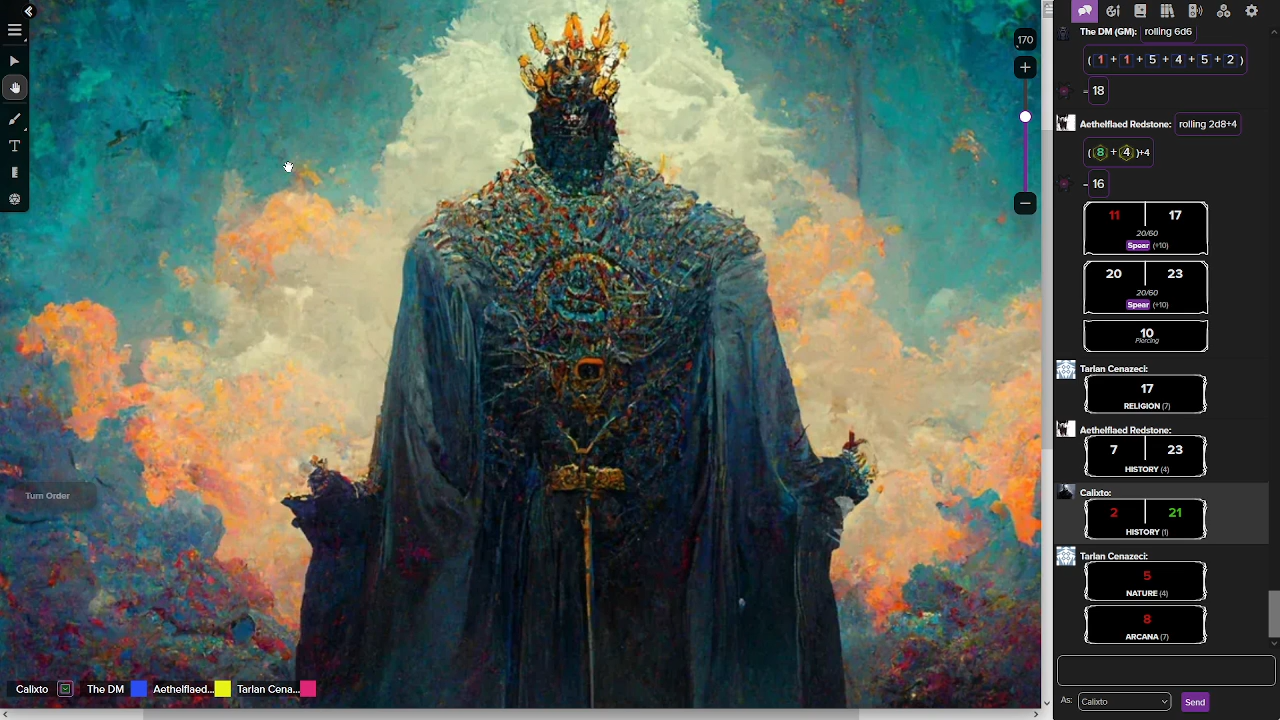 170
The DM (GM): rolling 6d6
( 1 + 1 + 5 + 4 + 5 + 2 )
=18
Aethelflaed Redstone: rolling 2d8+4
(8 + 4)+4
=16
11 17
20/60
Spear (+10)
20 23
20/60
Spear (+10)
10
Piercing
Tarlan Cenazeci:
17
RELIGION (7)
Aethelflaed Redstone:
7 23
HISTORY (4)
Calixto:
2 21
HISTORY (1)
Tarlan Cenazeci:
5
NATURE (4)
8
ARCANA (7)
Turn Order
Calixto The DM Aethelflaed... Tarlan Cena...
As: Calixto Send